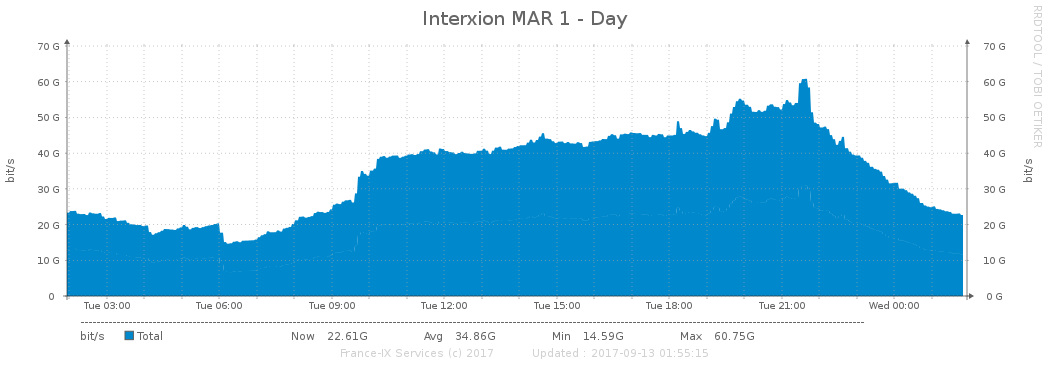 Interxion MAR 1 - Day
RRDTOOL / TOBI OETIKER
bit/s
70 G 70 G
60 G 60 G
50 G 50 G
40 G 40 G
30 G 30 G
20 G 20 G
10 G 10 G
0 0 G
bit/s
Tue 03:00 Tue 06:00 Tue 09:00 Tue 12:00 Tue 15:00 Tue 18:00 Tue 21:00 Wed 00:00
bit/s Total Now 22.61G Avg 34.86G Min 14.59G Max 60.75G
France-IX Services (c) 2017 Updated : 2017-09-13 01:55:15